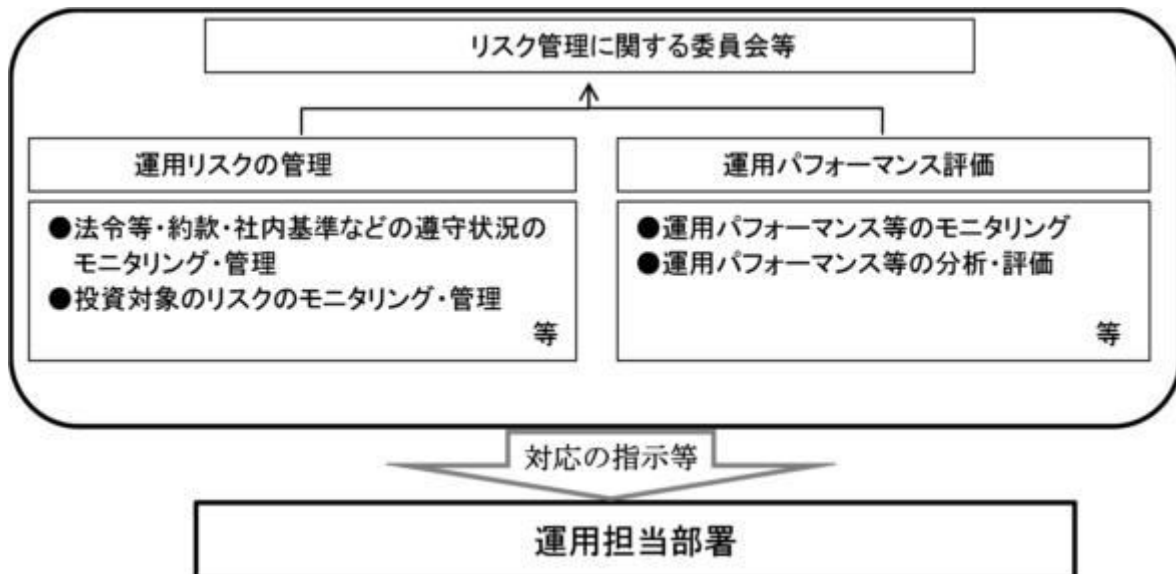 リスク管理に関する委員会等
運用リスクの管理
●法令等・約款・社内基準などの遵守状況の
モニタリング・管理
●投資対象のリスクのモニタリング・管理
等
運用パフォーマンス評価
●運用パフォーマンス等のモニタリング
●運用パフォーマンス等の分析・評価
等
対応の指示等
運用担当部署